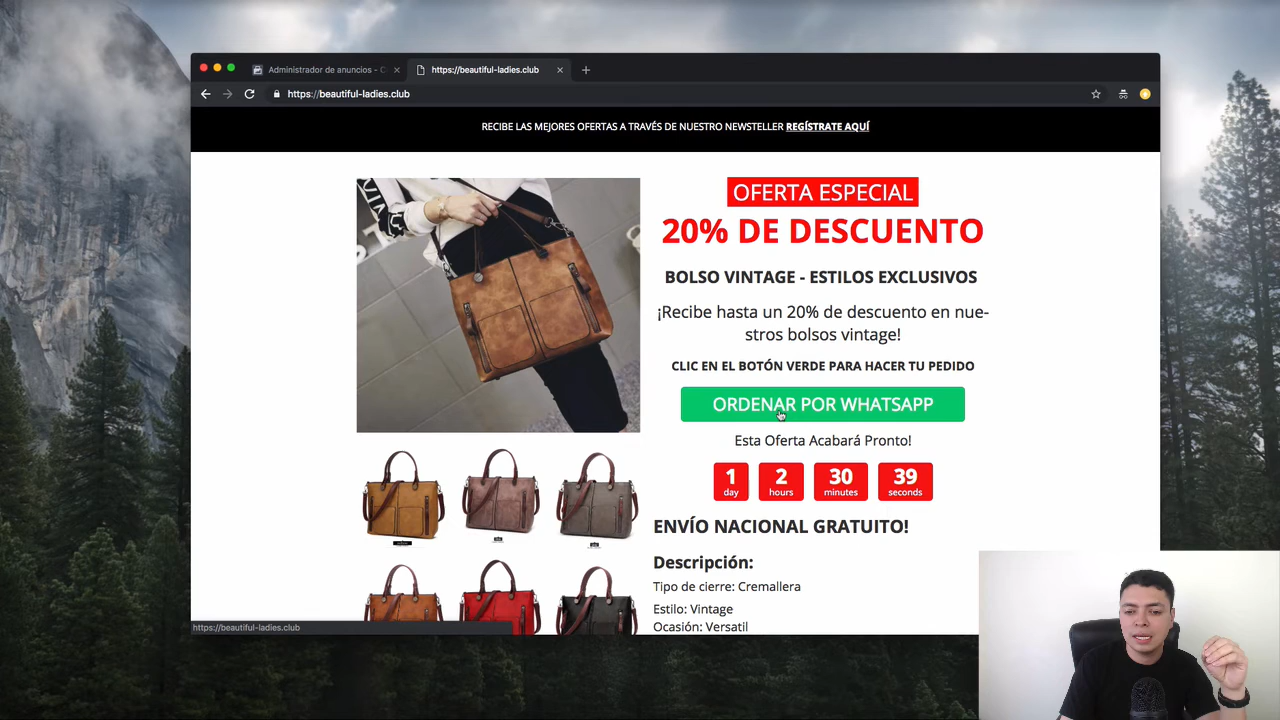 Administrador de anuncios - C
https://beautiful-ladies.club
https://beautiful-ladies.club
RECIBE LAS MEJORES OFERTAS A TRAVÉS DE NUESTRO NEWSTELLER REGÍSTRATE AQUÍ
OFERTA ESPECIAL
20% DE DESCUENTO
BOLSO VINTAGE - ESTILOS EXCLUSIVOS
¡Recibe hasta un 20% de descuento en nue-
stros bolsos vintage!
CLIC EN EL BOTÓN VERDE PARA HACER TU PEDIDO
ORDENAR POR WHATSAPP
Esta Oferta Acabará Pronto!
1 2 30 39
day hours minutes seconds
ENVÍO NACIONAL GRATUITO!
Descripción:
Tipo de cierre: Cremallera
Estilo: Vintage
Ocasión: Versatil
https://beautiful-ladies.club